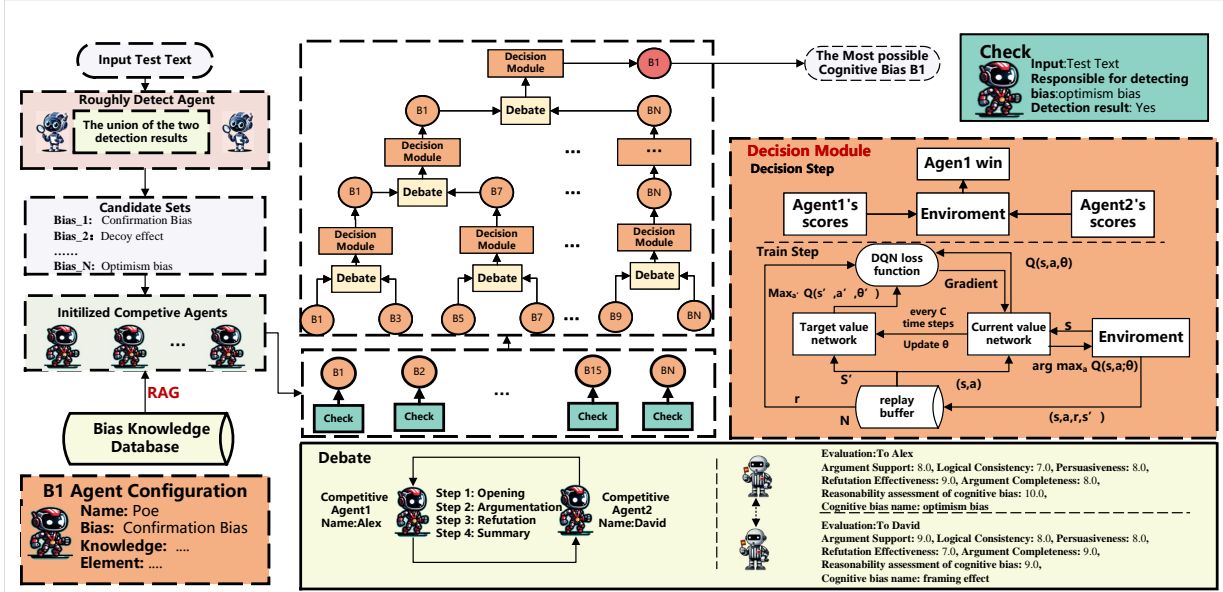 Input Test Text
Roughly Detect Agent
The union of the two
detection results
Candidate Sets
Bias_1: Confirmation Bias
Bias_2: Decoy effect
......
Bias_N: Optimism bias
Initilized Competive Agents
...
RAG
Bias Knowledge
Database
B1 Agent Configuration
Name: Poe
Bias: Confirmation Bias
Knowledge: ....
Element: ....
Decision
Module
B1
The Most possible
Cognitive Bias B1
B1
Debate
BN
Decision
Module
...
...
B1
Debate
B7
...
BN
Decision
Module
Decision
Module
...
Decision
Module
Debate
Debate
Debate
B1
B3
B5
B7
...
B9
BN
B1
B2
...
B15
BN
Check
Check
Check
Check
Check
Input:Test Text
Responsible for detecting
bias:optimism bias
Detection result: Yes
Decision Module
Decision Step
Agen1 win
Agent1's
scores
Enviroment
Agent2's
scores
Train Step
DQN loss
function
Q(s,a,θ)
Gradient
Maxa' Q(s′,a′,θ′)
every C
time steps
Update θ
Target value
network
Current value
network
s
Enviroment
arg maxa Q(s,a;θ)
S′
(s,a)
r
N
replay
buffer
(s,a,r,s′)
Debate
Competitive
Agent1
Name:Alex
Step 1: Opening
Step 2: Argumentation
Step 3: Refutation
Step 4: Summary
Competitive
Agent2
Name:David
Evaluation:To Alex
Argument Support: 8.0, Logical Consistency: 7.0, Persuasiveness: 8.0,
Refutation Effectiveness: 9.0, Argument Completeness: 8.0,
Reasonability assessment of cognitive bias: 10.0,
Cognitive bias name: optimism bias
Evaluation:To David
Argument Support: 9.0, Logical Consistency: 8.0, Persuasiveness: 8.0,
Refutation Effectiveness: 7.0, Argument Completeness: 9.0,
Reasonability assessment of cognitive bias: 9.0,
Cognitive bias name: framing effect